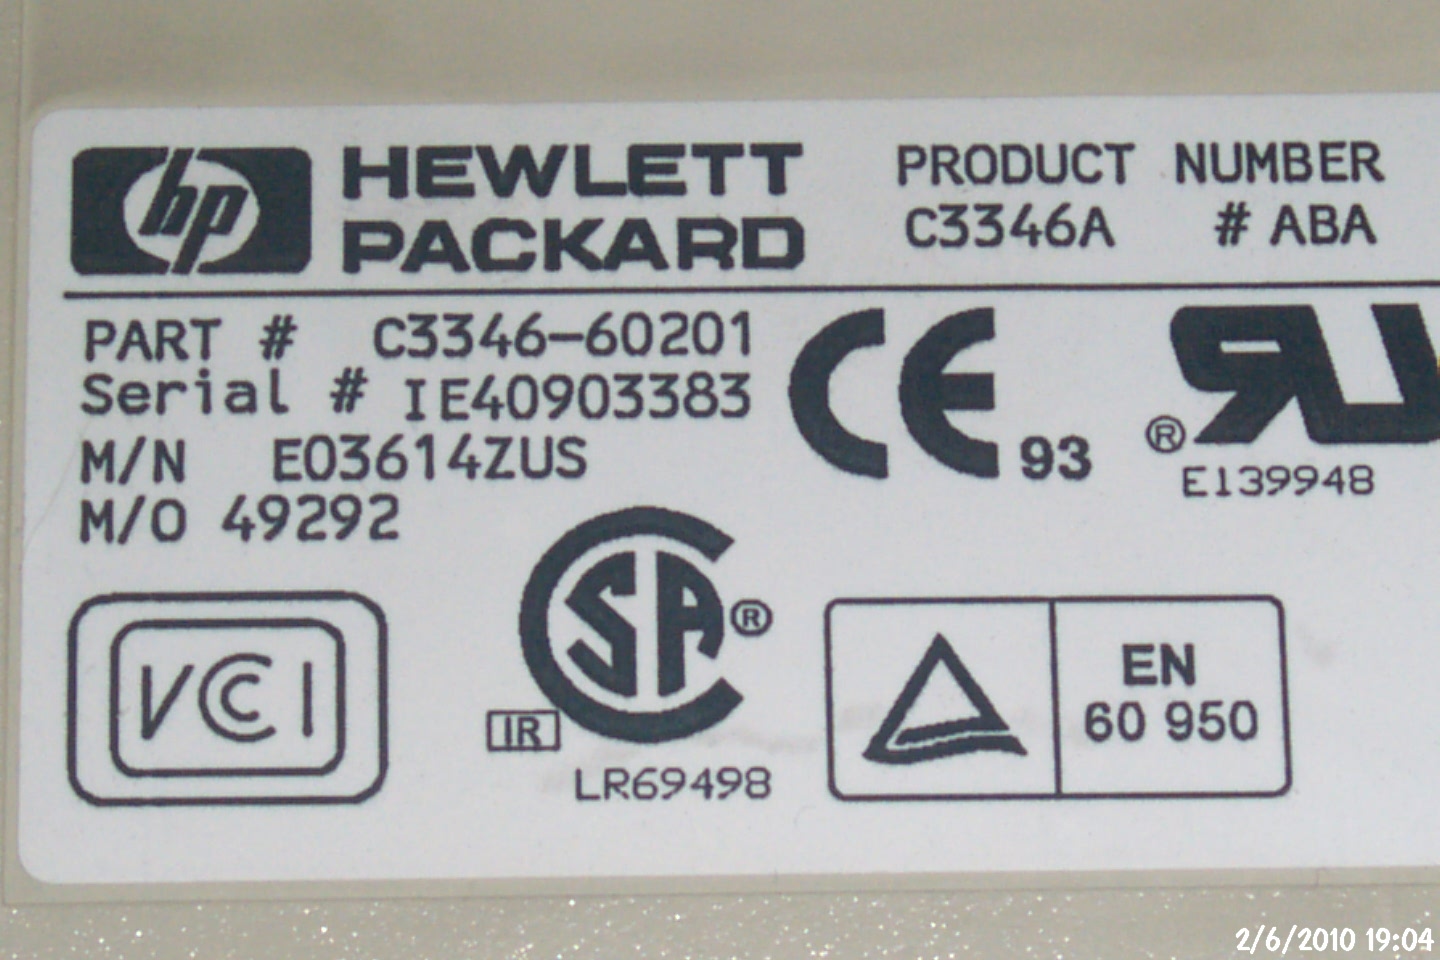 hp HEWLETT PACKARD
PRODUCT NUMBER
C3346A # ABA
PART # C3346-60201
Serial # IE40903383
M/N E03614ZUS
M/O 49292
CE 93
® RU
E139948
VCI
SA ®
IR
LR69498
EN
60 950
2/6/2010 19:04